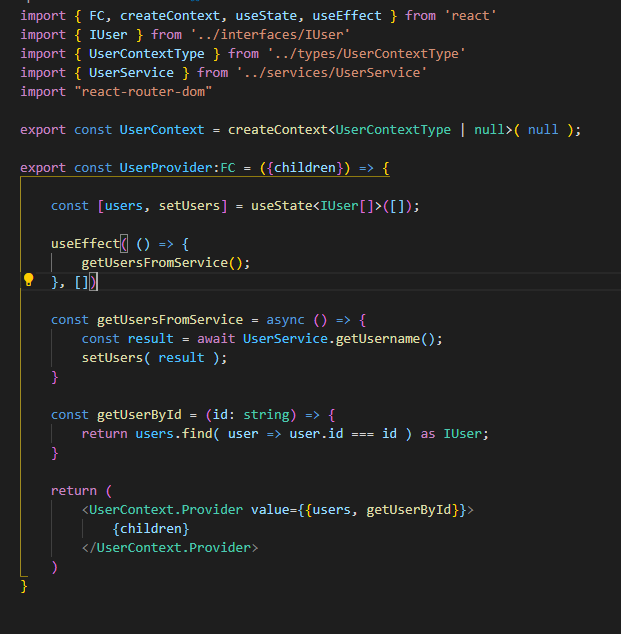 import { FC, createContext, useState, useEffect } from 'react'
import { IUser } from '../interfaces/IUser'
import { UserContextType } from '../types/UserContextType'
import { UserService } from '../services/UserService'
import "react-router-dom"
export const UserContext = createContext<UserContextType | null>( null );
export const UserProvider:FC = ({children}) => {
const [users, setUsers] = useState<IUser[]>([]);
useEffect( () => {
getUsersFromService();
}, [])
const getUsersFromService = async () => {
const result = await UserService.getUsername();
setUsers( result );
}
const getUserById = (id: string) => {
return users.find( user => user.id === id ) as IUser;
}
return (
<UserContext.Provider value={{users, getUserById}}>
{children}
</UserContext.Provider>
)
}